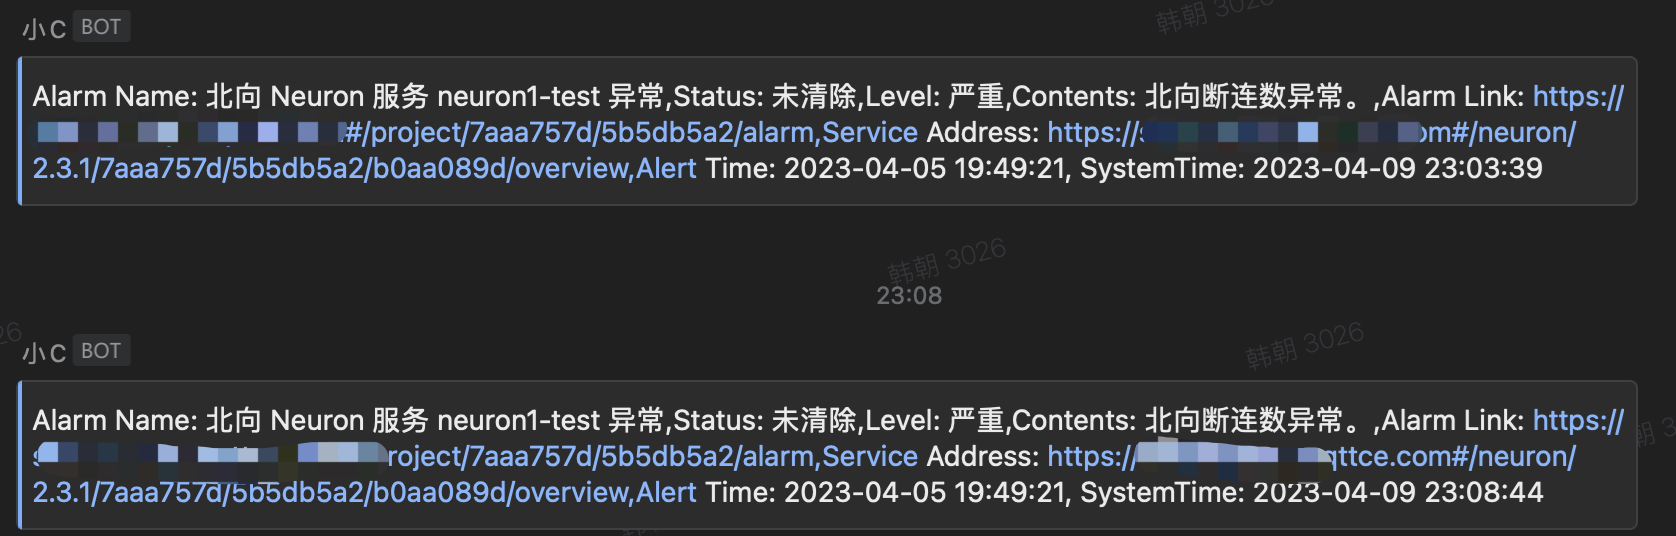 韩朝 3026
小C BOT
Alarm Name: 北向 Neuron 服务 neuron1-test 异常,Status: 未清除,Level: 严重,Contents: 北向断连数异常。,Alarm Link: https://
#/project/7aaa757d/5b5db5a2/alarm,Service Address: https://s om#/neuron/
2.3.1/7aaa757d/5b5db5a2/b0aa089d/overview,Alert Time: 2023-04-05 19:49:21, SystemTime: 2023-04-09 23:03:39
韩朝 3026
23:08
26
韩朝 3026
小C BOT
Alarm Name: 北向 Neuron 服务 neuron1-test 异常,Status: 未清除,Level: 严重,Contents: 北向断连数异常。,Alarm Link: https://
roject/7aaa757d/5b5db5a2/alarm,Service Address: https:// qttce.com#/neuron/
2.3.1/7aaa757d/5b5db5a2/b0aa089d/overview,Alert Time: 2023-04-05 19:49:21, SystemTime: 2023-04-09 23:08:44